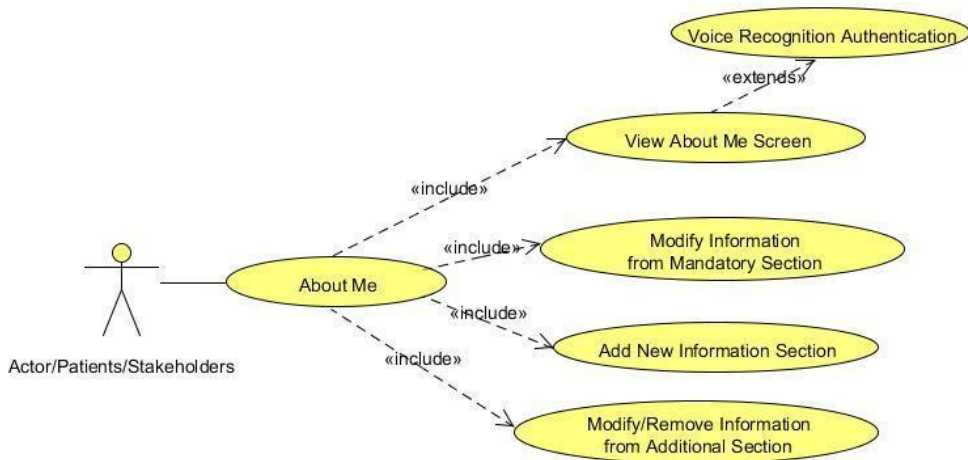 Voice Recognition Authentication
«extends»
View About Me Screen
«include»
«include»
Modify Information
from Mandatory Section
About Me
«include»
Actor/Patients/Stakeholders
Add New Information Section
«include»
Modify/Remove Information
from Additional Section